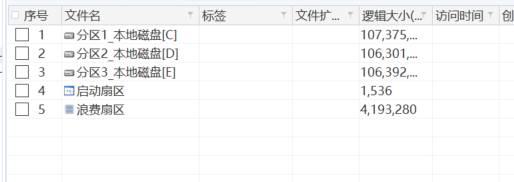 序号 文件名 标签 文件扩... 逻辑大小(... 访问时间 创
1 分区1_本地磁盘[C] 107,375,...
2 分区2_本地磁盘[D] 106,301,...
3 分区3_本地磁盘[E] 106,392,...
4 启动扇区 1,536
5 浪费扇区 4,193,280